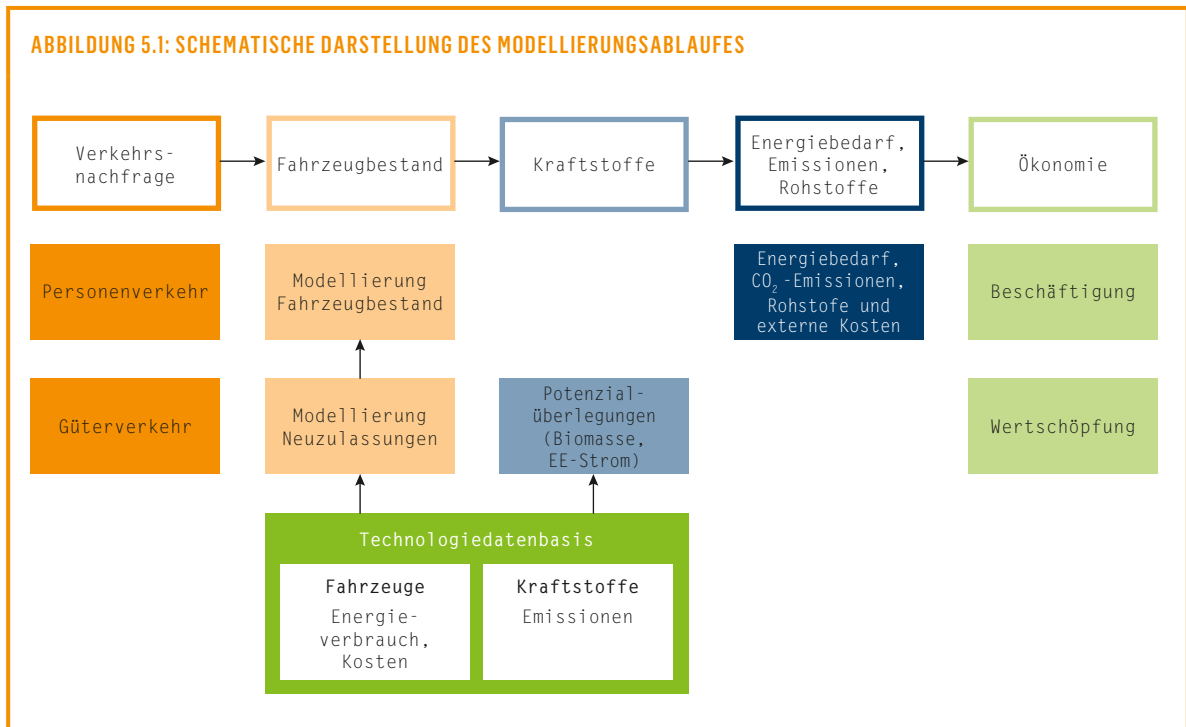 ABBILDUNG 5.1: SCHEMATISCHE DARSTELLUNG DES MODELLIERUNGSABLAUFES
Verkehrs-
nachfrage
Fahrzeugbestand
Kraftstoffe
Energiebedarf,
Emissionen,
Rohstoffe
Ökonomie
Personenverkehr
Modellierung
Fahrzeugbestand
Energiebedarf,
CO₂-Emissionen,
Rohstofe und
externe Kosten
Beschäftigung
Güterverkehr
Modellierung
Neuzulassungen
Potenzial-
überlegungen
(Biomasse,
EE-Strom)
Wertschöpfung
Technologiedatenbasis
Fahrzeuge
Energie-
verbrauch,
Kosten
Kraftstoffe
Emissionen